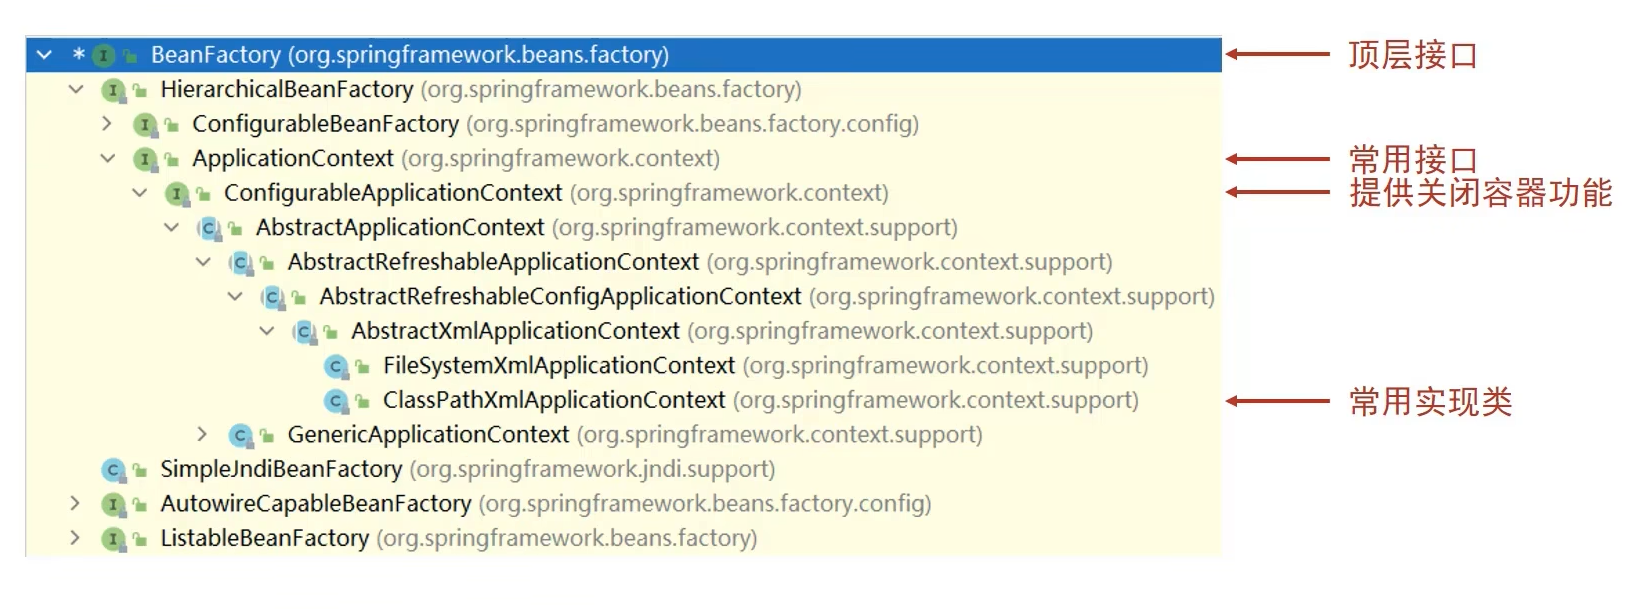 * I BeanFactory (org.springframework.beans.factory) 顶层接口
I HierarchicalBeanFactory (org.springframework.beans.factory)
I ConfigurableBeanFactory (org.springframework.beans.factory.config)
I ApplicationContext (org.springframework.context) 常用接口
I ConfigurableApplicationContext (org.springframework.context) 提供关闭容器功能
C AbstractApplicationContext (org.springframework.context.support)
C AbstractRefreshableApplicationContext (org.springframework.context.support)
C AbstractRefreshableConfigApplicationContext (org.springframework.context.support)
C AbstractXmlApplicationContext (org.springframework.context.support)
C FileSystemXmlApplicationContext (org.springframework.context.support)
C ClassPathXmlApplicationContext (org.springframework.context.support) 常用实现类
C GenericApplicationContext (org.springframework.context.support)
C SimpleJndiBeanFactory (org.springframework.jndi.support)
I AutowireCapableBeanFactory (org.springframework.beans.factory.config)
I ListableBeanFactory (org.springframework.beans.factory)